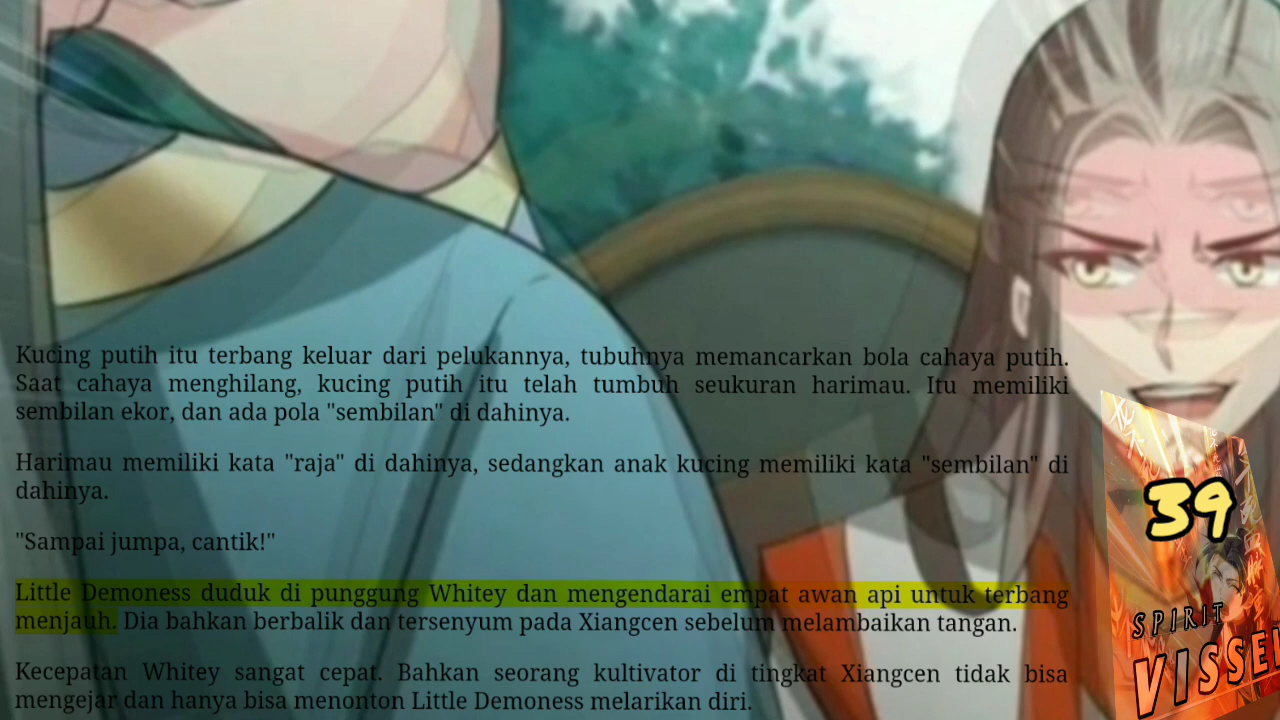 Kucing putih itu terbang keluar dari pelukannya, tubuhnya memancarkan bola cahaya putih.
Saat cahaya menghilang, kucing putih itu telah tumbuh seukuran harimau. Itu memiliki
sembilan ekor, dan ada pola "sembilan" di dahinya.
Harimau memiliki kata "raja" di dahinya, sedangkan anak kucing memiliki kata "sembilan" di
dahinya.
"Sampai jumpa, cantik!"
Little Demoness duduk di punggung Whitey dan mengendarai empat awan api untuk terbang
menjauh. Dia bahkan berbalik dan tersenyum pada Xiangcen sebelum melambaikan tangan.
Kecepatan Whitey sangat cepat. Bahkan seorang kultivator di tingkat Xiangcen tidak bisa
mengejar dan hanya bisa menonton Little Demoness melarikan diri.
39
SPIRIT
VISSE